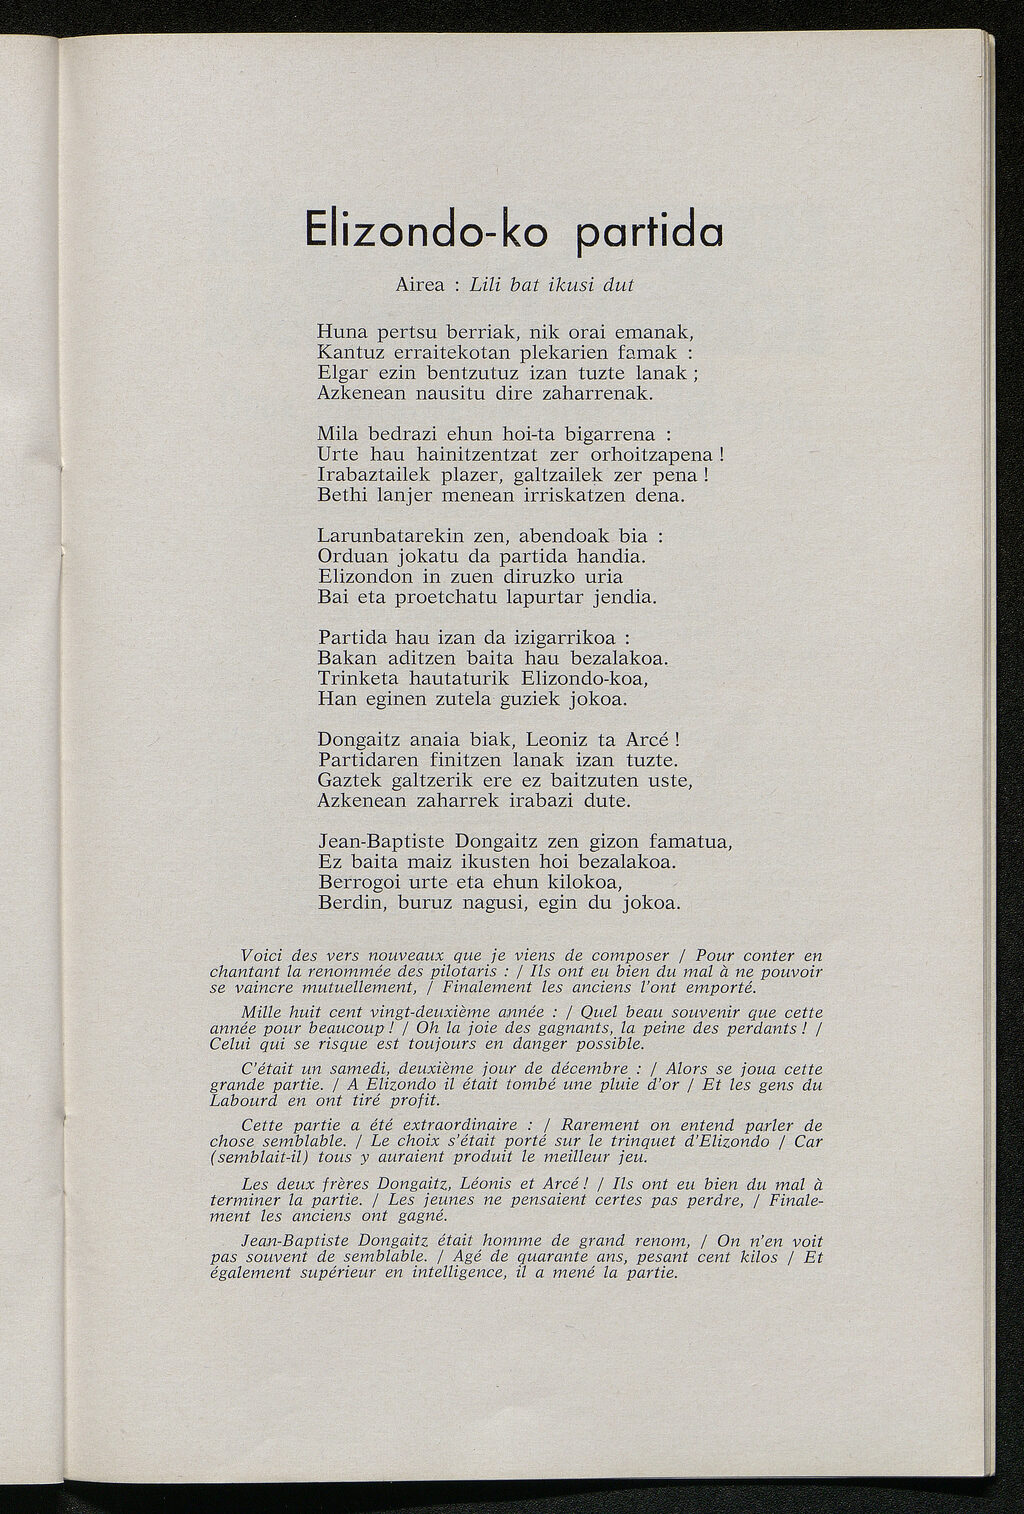 Elizondo-ko partida
Airea : Lili bat ikusi dut
Huna pertsu berriak, nik orai emanak,
Kantuz erraitekotan plekarien famak :
Elgar ezin bentzutuz izan tuzte lanak ;
Azkenean nausitu dire zaharrenak.
Mila bedrazi ehun hoi-ta bigarrena :
Urte hau hainitzentzat zer orhoitzapena !
Irabaztailek plazer, galtzailek zer pena !
Bethi lanjer menean irriskatzen dena.
Larunbatarekin zen, abendoak bia :
Orduan jokatu da partida handia.
Elizondon in zuen diruzko uria
Bai eta proetchatu lapurtar jendia.
Partida hau izan da izigarrikoa :
Bakan aditzen baita hau bezalakoa.
Trinketa hautaturik Elizondo-koa,
Han eginen zutela guziek jokoa.
Dongaitz anaia biak, Leoniz ta Arcé !
Partidaren finitzen lanak izan tuzte.
Gaztek galtzerik ere ez baitzuten uste,
Azkenean zaharrek irabazi dute.
Jean-Baptiste Dongaitz zen gizon famatua,
Ez baita maiz ikusten hoi bezalakoa.
Berrogoi urte eta ehun kilokoa,
Berdin, buruz nagusi, egin du jokoa.
Voici des vers nouveaux que je viens de composer / Pour conter en
chantant la renommée des pilotaris : / Ils ont eu bien du mal à ne pouvoir
se vaincre mutuellement, / Finalement les anciens l'ont emporté.
Mille huit cent vingt-deuxième année : / Quel beau souvenir que cette
année pour beaucoup ! / Oh la joie des gagnants, la peine des perdants ! /
Celui qui se risque est toujours en danger possible.
C'était un samedi, deuxième jour de décembre : / Alors se joua cette
grande partie. / A Elizondo il était tombé une pluie d'or / Et les gens du
Labourd en ont tiré profit.
Cette partie a été extraordinaire : / Rarement on entend parler de
chose semblable. / Le choix s'était porté sur le trinquet d'Elizondo / Car
(semblait-il) tous y auraient produit le meilleur jeu.
Les deux frères Dongaitz, Léonis et Arcé ! / Ils ont eu bien du mal à
terminer la partie. / Les jeunes ne pensaient certes pas perdre, / Finale-
ment les anciens ont gagné.
Jean-Baptiste Dongaitz était homme de grand renom, / On n'en voit
pas souvent de semblable. / Agé de quarante ans, pesant cent kilos / Et
également supérieur en intelligence, il a mené la partie.